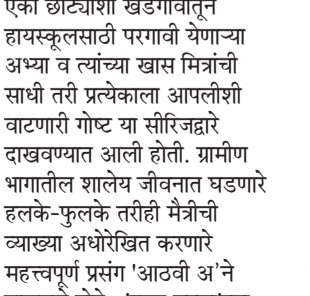 एका छोट्याशा खेडेगावातून
हायस्कूलसाठी परगावी येणाऱ्या
अभ्या व त्यांच्या खास मित्रांची
साधी तरी प्रत्येकाला आपलीशी
वाटणारी गोष्ट या सीरिजद्वारे
दाखवण्यात आली होती. ग्रामीण
भागातील शालेय जीवनात घडणारे
हलके-फुलके तरीही मैत्रीची
व्याख्या अधोरेखित करणारे
महत्त्वपूर्ण प्रसंग 'आठवी अ'ने